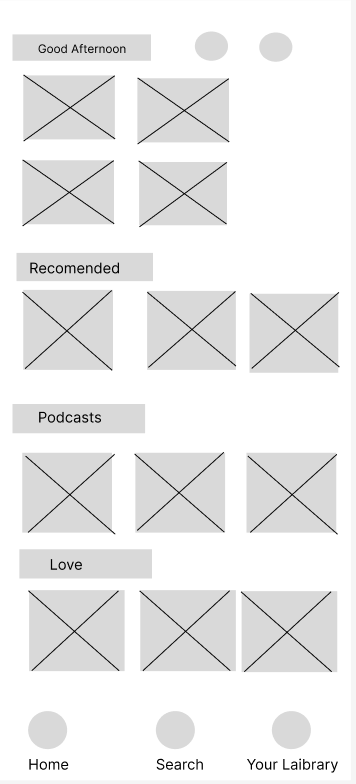 Good Afternoon
Recomended
Podcasts
Love
Home
Search
Your Laibrary